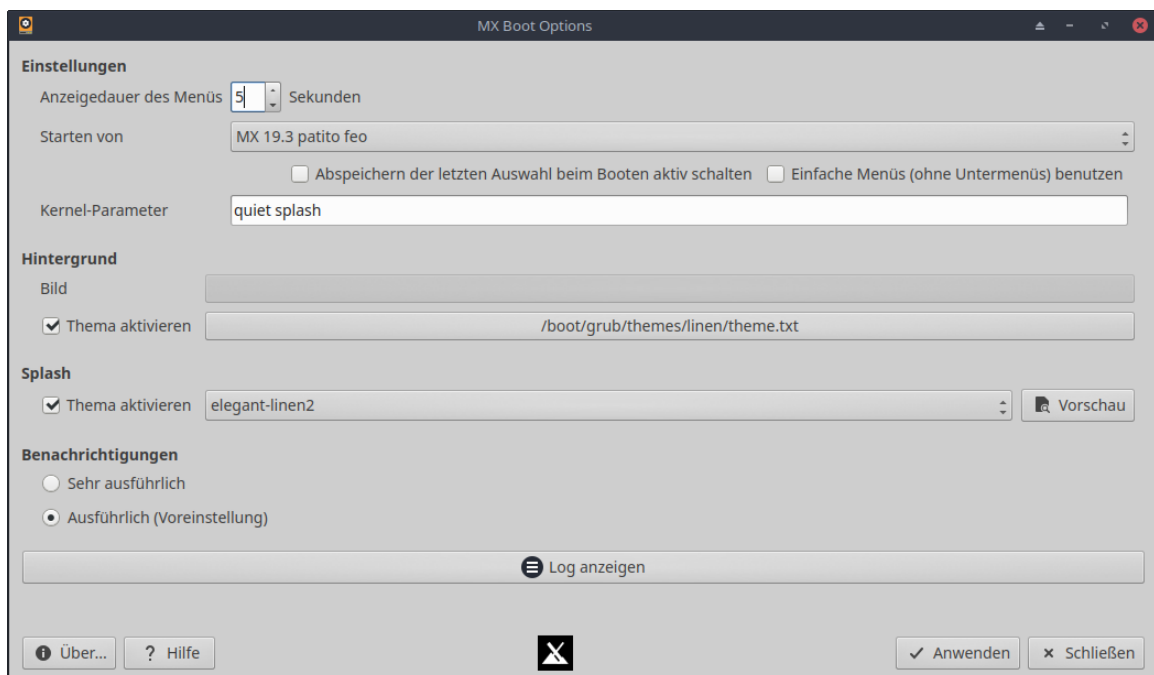 MX Boot Options
Einstellungen
Anzeigedauer des Menüs 5 Sekunden
Starten von MX 19.3 patito feo
Abspeichern der letzten Auswahl beim Booten aktiv schalten Einfache Menüs (ohne Untermenüs) benutzen
Kernel-Parameter quiet splash
Hintergrund
Bild
Thema aktivieren /boot/grub/themes/linen/theme.txt
Splash
Thema aktivieren elegant-linen2 Vorschau
Benachrichtigungen
Sehr ausführlich
Ausführlich (Voreinstellung)
Log anzeigen
Über... ? Hilfe Anwenden Schließen